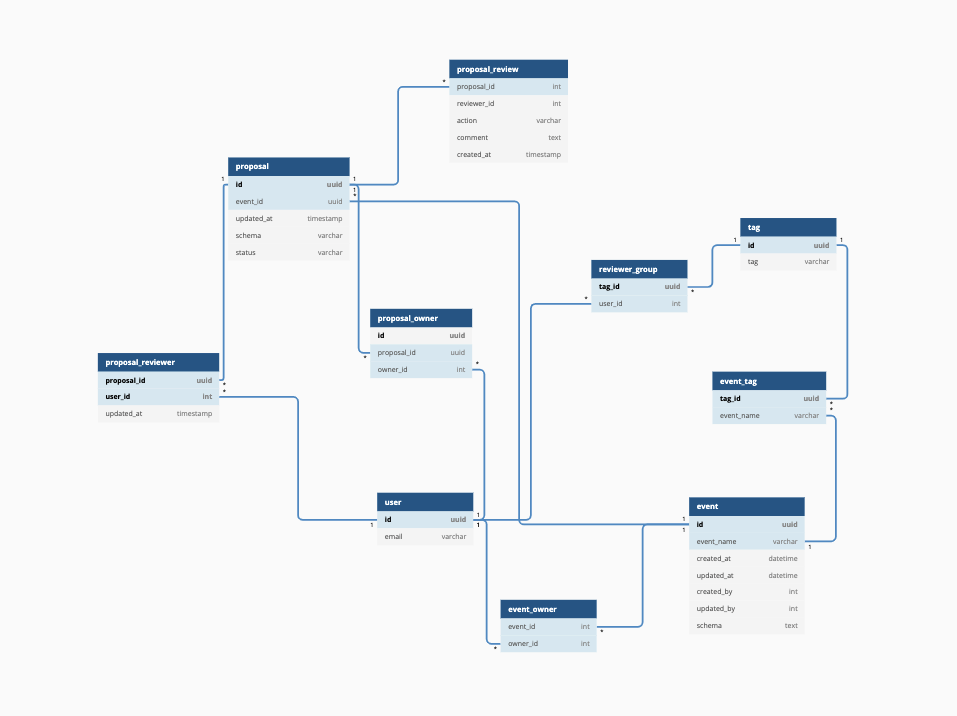 proposal_review
proposal_id int
reviewer_id int
action varchar
comment text
created_at timestamp
*
proposal
id uuid
event_id uuid
updated_at timestamp
schema varchar
status varchar
1
1
1
*
tag
id uuid
tag varchar
1
1
reviewer_group
tag_id uuid
user_id int
*
*
proposal_owner
id uuid
proposal_id uuid
owner_id int
*
*
proposal_reviewer
proposal_id uuid
user_id int
updated_at timestamp
*
*
event_tag
tag_id uuid
event_name varchar
*
*
user
id uuid
email varchar
1
1
1
event
id uuid
event_name varchar
created_at datetime
updated_at datetime
created_by int
updated_by int
schema text
1
1
1
event_owner
event_id int
owner_id int
*
*